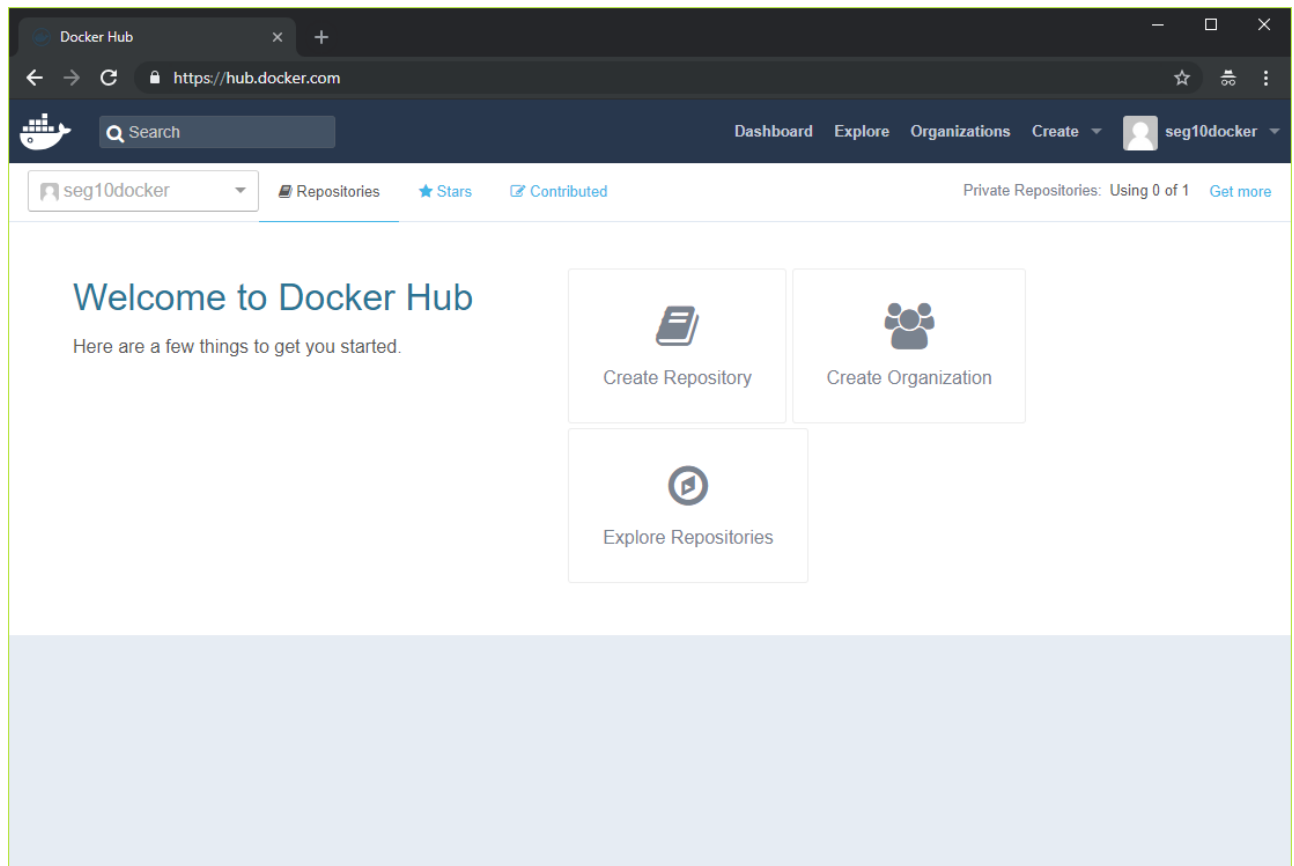 Docker Hub
https://hub.docker.com
Search Dashboard Explore Organizations Create seg10docker
seg10docker Repositories Stars Contributed Private Repositories: Using 0 of 1 Get more
Welcome to Docker Hub
Here are a few things to get you started.
Create Repository Create Organization
Explore Repositories